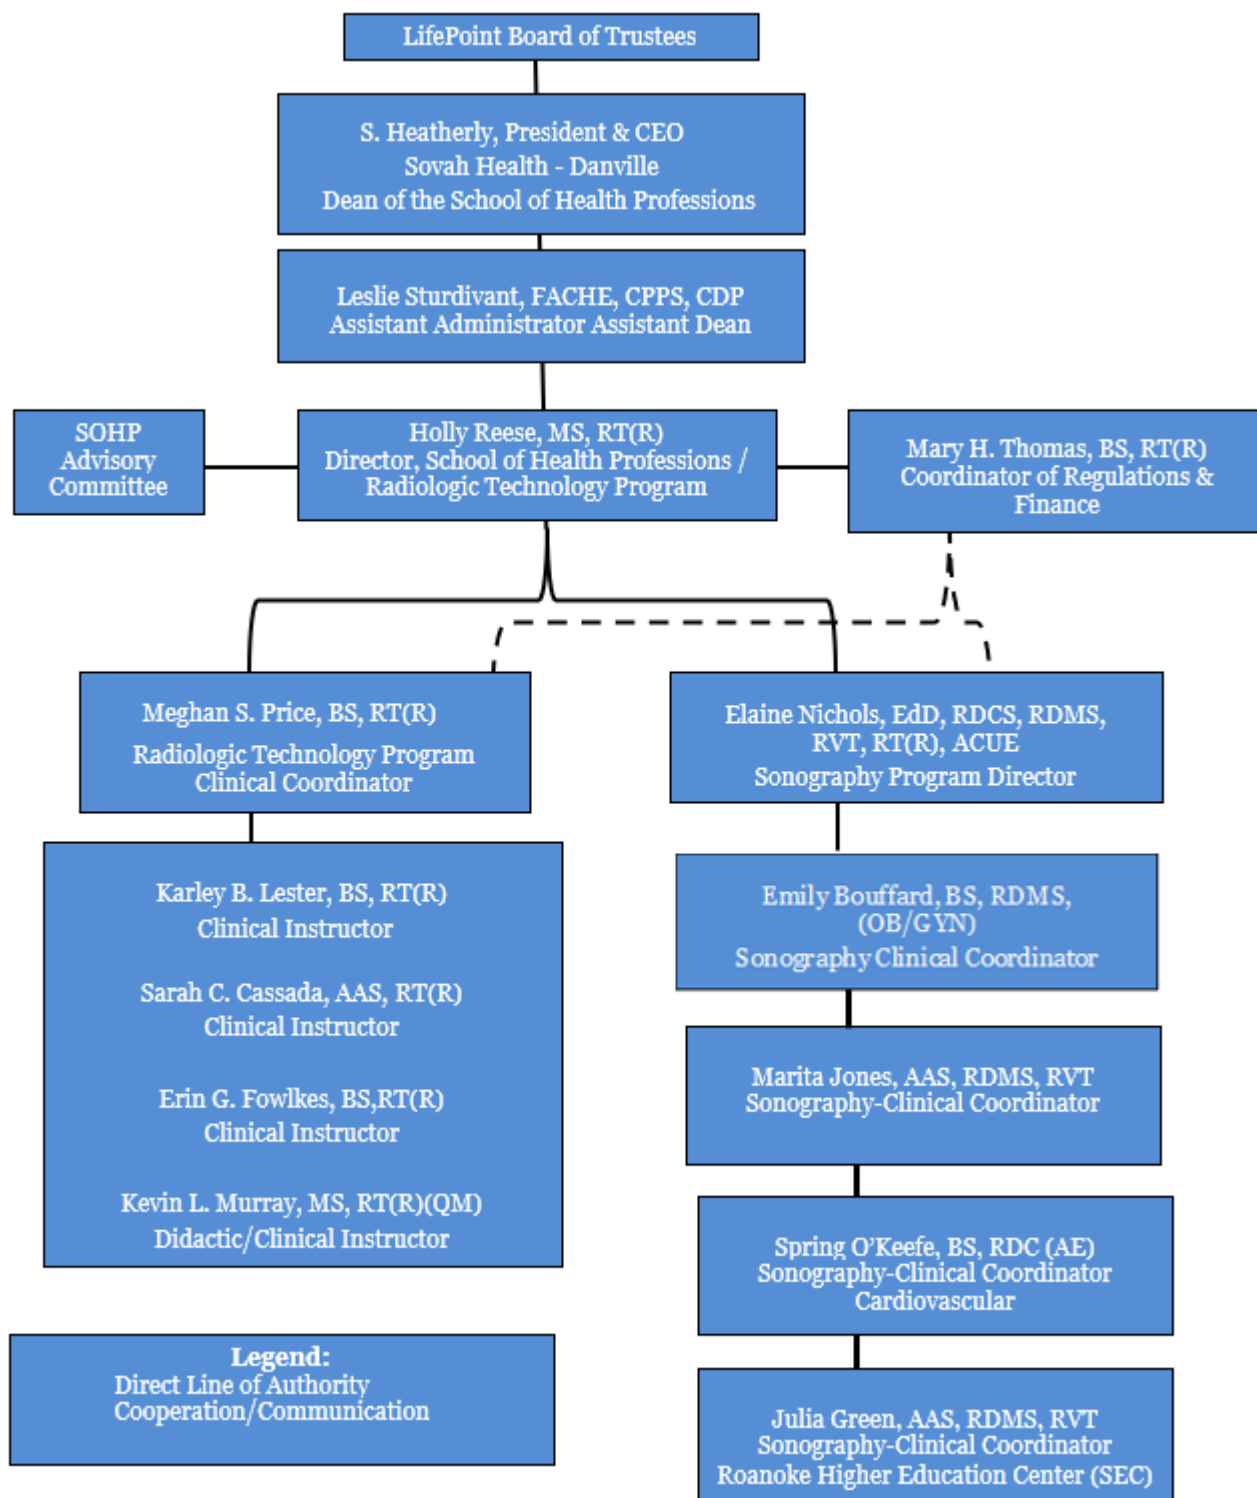 LifePoint Board of Trustees
S. Heatherly, President & CEO
Sovah Health - Danville
Dean of the School of Health Professions
Leslie Sturdivant, FACHE, CPPS, CDP
Assistant Administrator Assistant Dean
SOHP
Advisory
Committee
Holly Reese, MS, RT(R)
Director, School of Health Professions /
Radiologic Technology Program
Mary H. Thomas, BS, RT(R)
Coordinator of Regulations &
Finance
Meghan S. Price, BS, RT(R)
Radiologic Technology Program
Clinical Coordinator
Elaine Nichols, EdD, RDCS, RDMS,
RVT, RT(R), ACUE
Sonography Program Director
Karley B. Lester, BS, RT(R)
Clinical Instructor
Sarah C. Cassada, AAS, RT(R)
Clinical Instructor
Erin G. Fowlkes, BS,RT(R)
Clinical Instructor
Kevin L. Murray, MS, RT(R)(QM)
Didactic/Clinical Instructor
Emily Bouffard, BS, RDMS,
(OB/GYN)
Sonography Clinical Coordinator
Marita Jones, AAS, RDMS, RVT
Sonography-Clinical Coordinator
Spring O'Keefe, BS, RDC (AE)
Sonography-Clinical Coordinator
Cardiovascular
Julia Green, AAS, RDMS, RVT
Sonography-Clinical Coordinator
Roanoke Higher Education Center (SEC)
Legend:
Direct Line of Authority
Cooperation/Communication